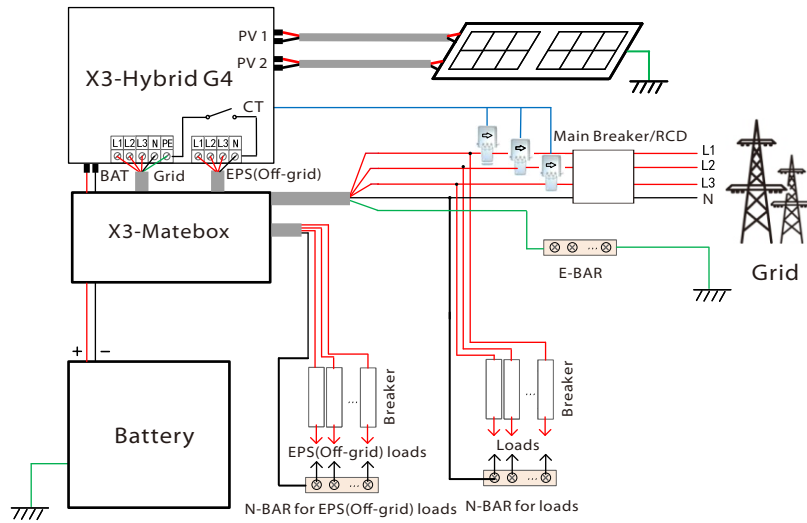 PV 1
PV 2
X3-Hybrid G4
CT
L1 L2 L3 N PE
L1 L2 L3 N
BAT
Grid
EPS(Off-grid)
Main Breaker/RCD
L1
L2
L3
N
X3-Matebox
E-BAR
Grid
+ −
Battery
...
Breaker
...
Breaker
EPS(Off-grid) loads
Loads
...
...
N-BAR for EPS(Off-grid) loads
N-BAR for loads